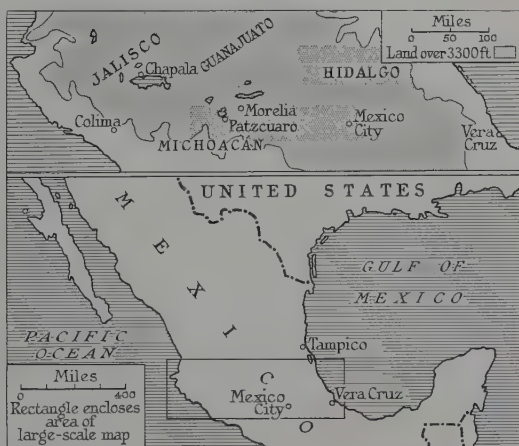 Miles
0 50 100
Land over 3300 ft
JALISCO
GUANAJUATO
Chapala
HIDALGO
Colima
Morelia
Patzcuaro
Mexico
City
MICHOACÁN
Vera
Cruz
UNITED STATES
MEXICO
GULF OF
MEXICO
PACIFIC
OCEAN
Tampico
Miles
0 400
Mexico
City
Vera Cruz
Rectangle encloses
area of
large-scale map